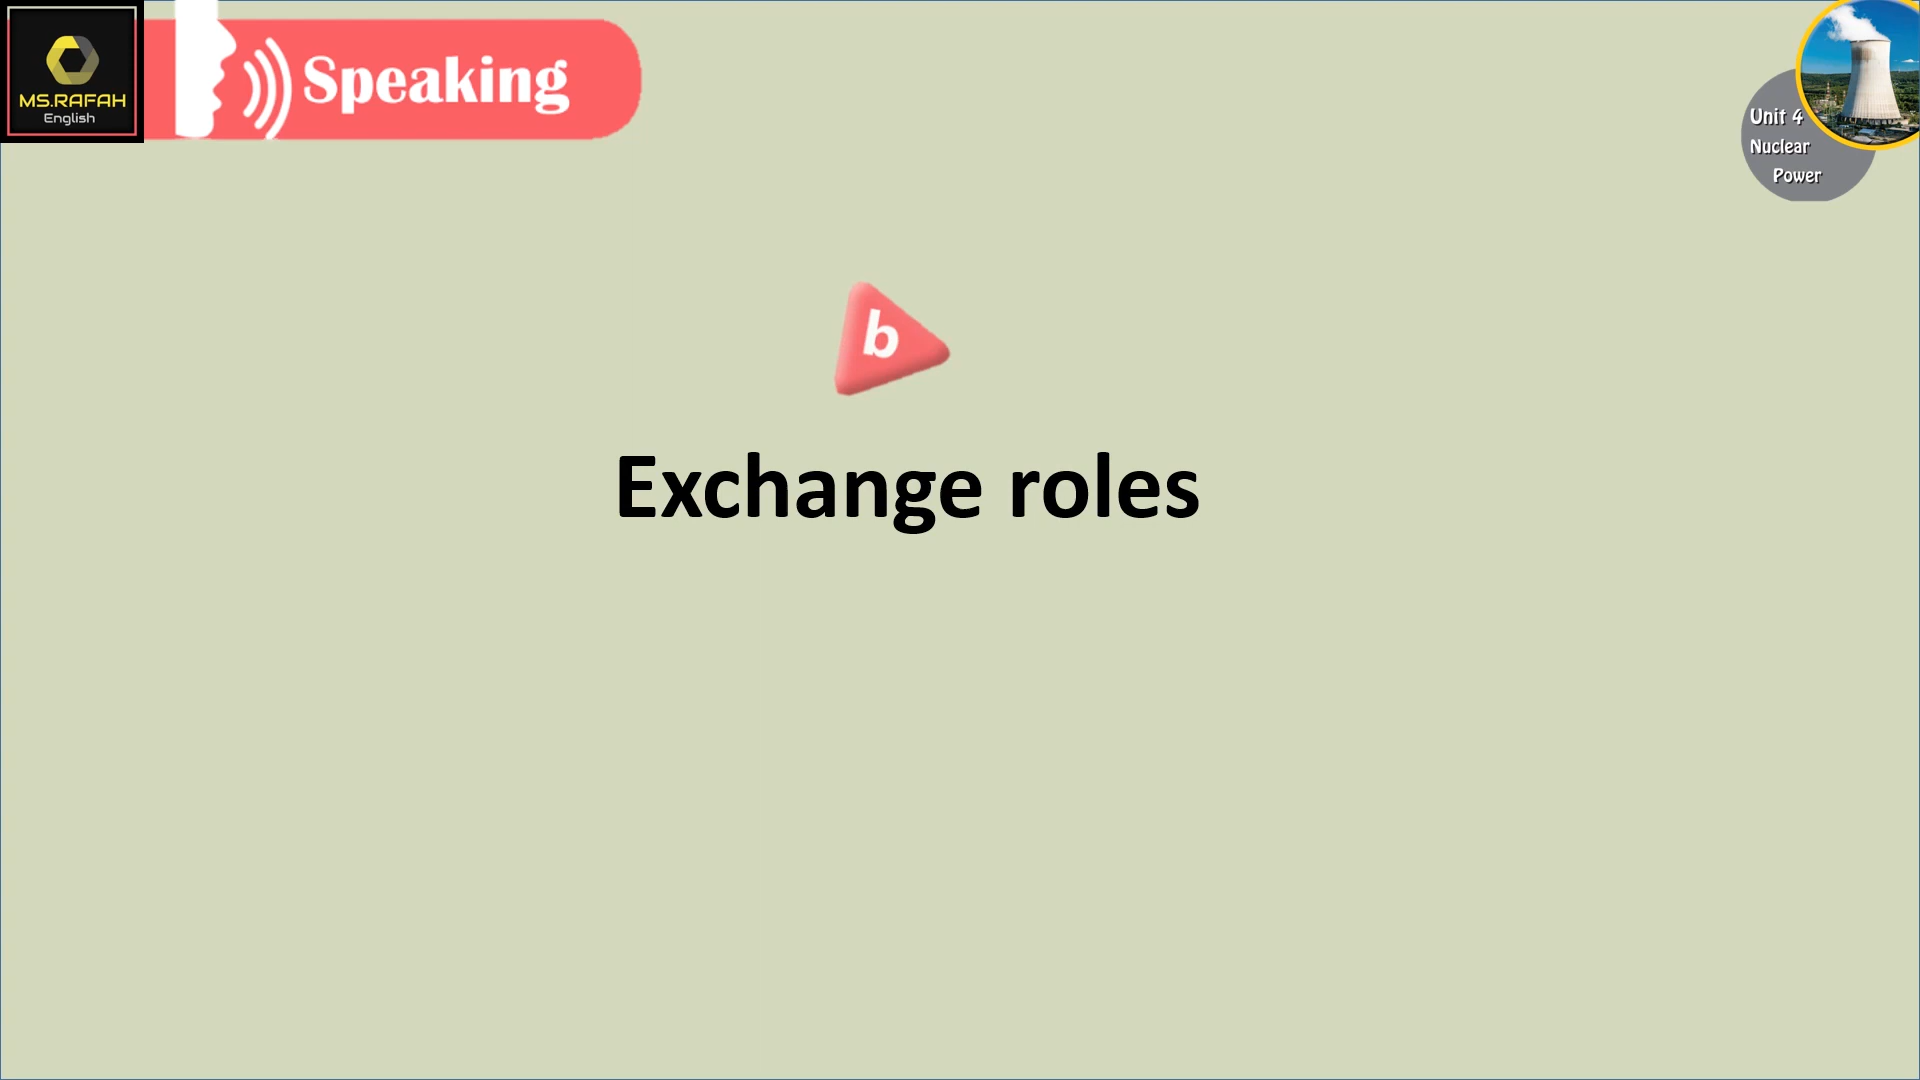 MS.RAFAH
English
Speaking
Unit 4
Nuclear
Power
b
Exchange roles